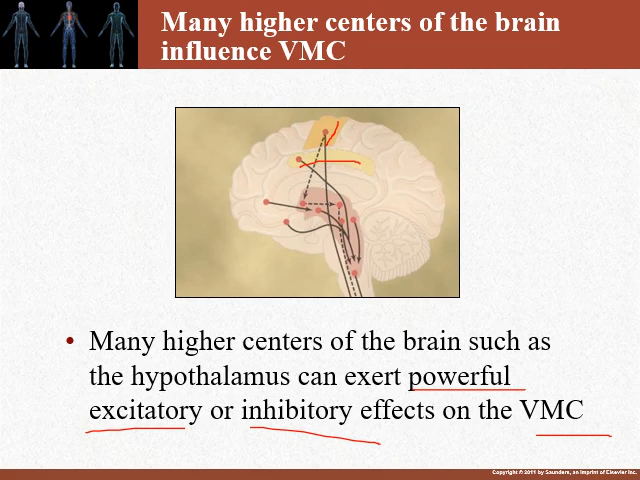 Many higher centers of the brain
influence VMC
• Many higher centers of the brain such as
the hypothalamus can exert powerful
excitatory or inhibitory effects on the VMC
Copyright © 2011 by Saunders, an imprint of Elsevier Inc.